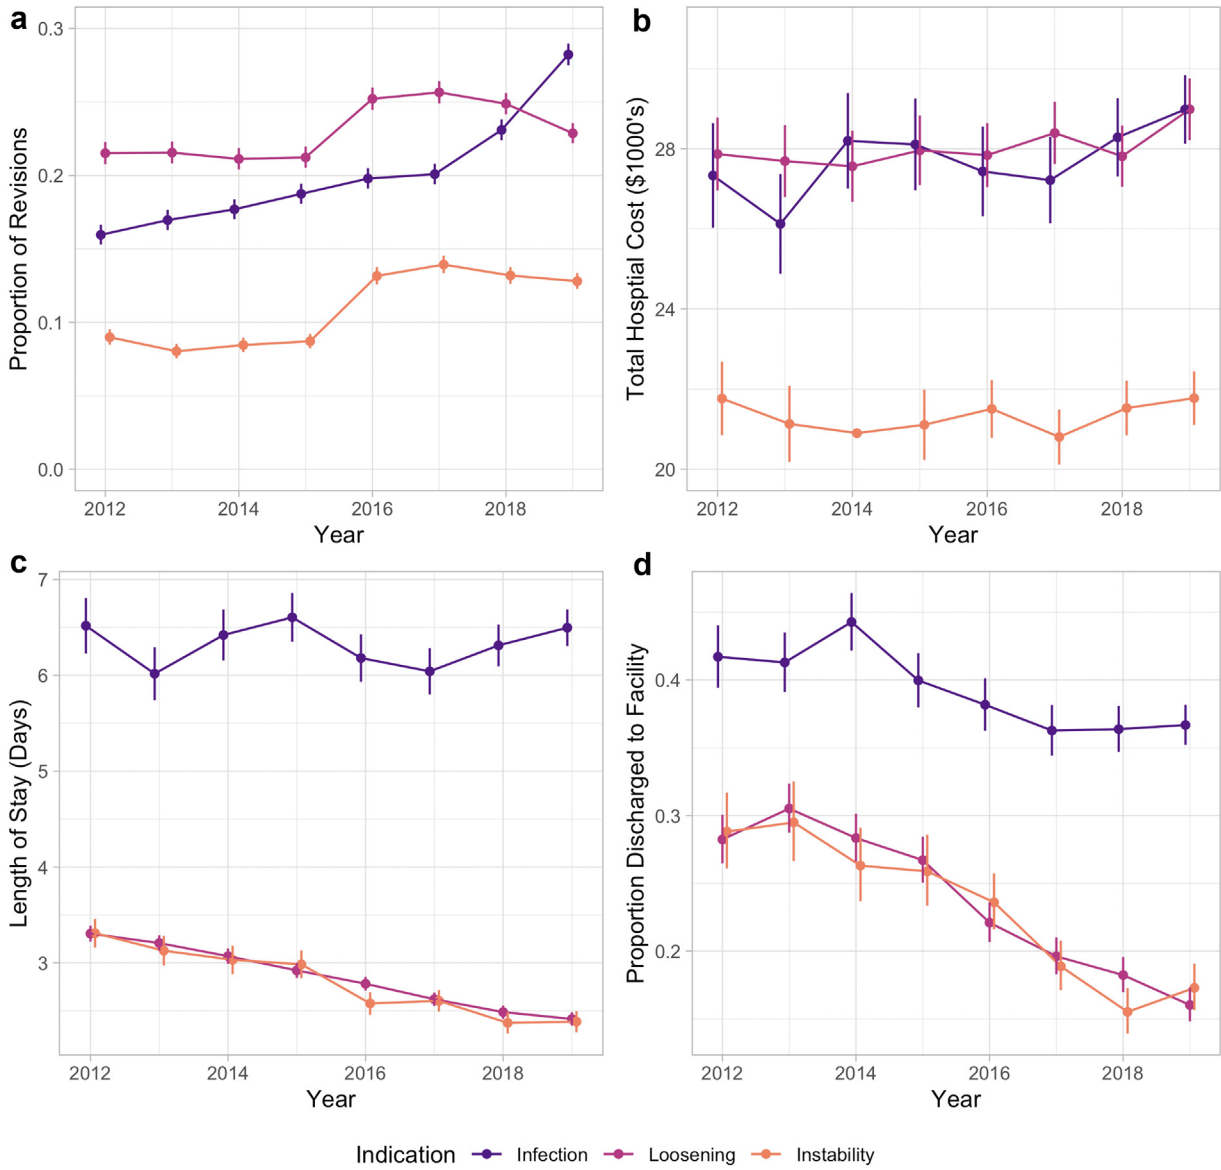 a
0.3
0.2
0.1
0.0
Proportion of Revisions
2012 2014 2016 2018
Year
b
28
24
20
Total Hosptial Cost ($1000's)
2012 2014 2016 2018
Year
c
7
6
5
4
3
Length of Stay (Days)
2012 2014 2016 2018
Year
d
0.4
0.3
0.2
Proportion Discharged to Facility
2012 2014 2016 2018
Year
Indication Infection Loosening Instability